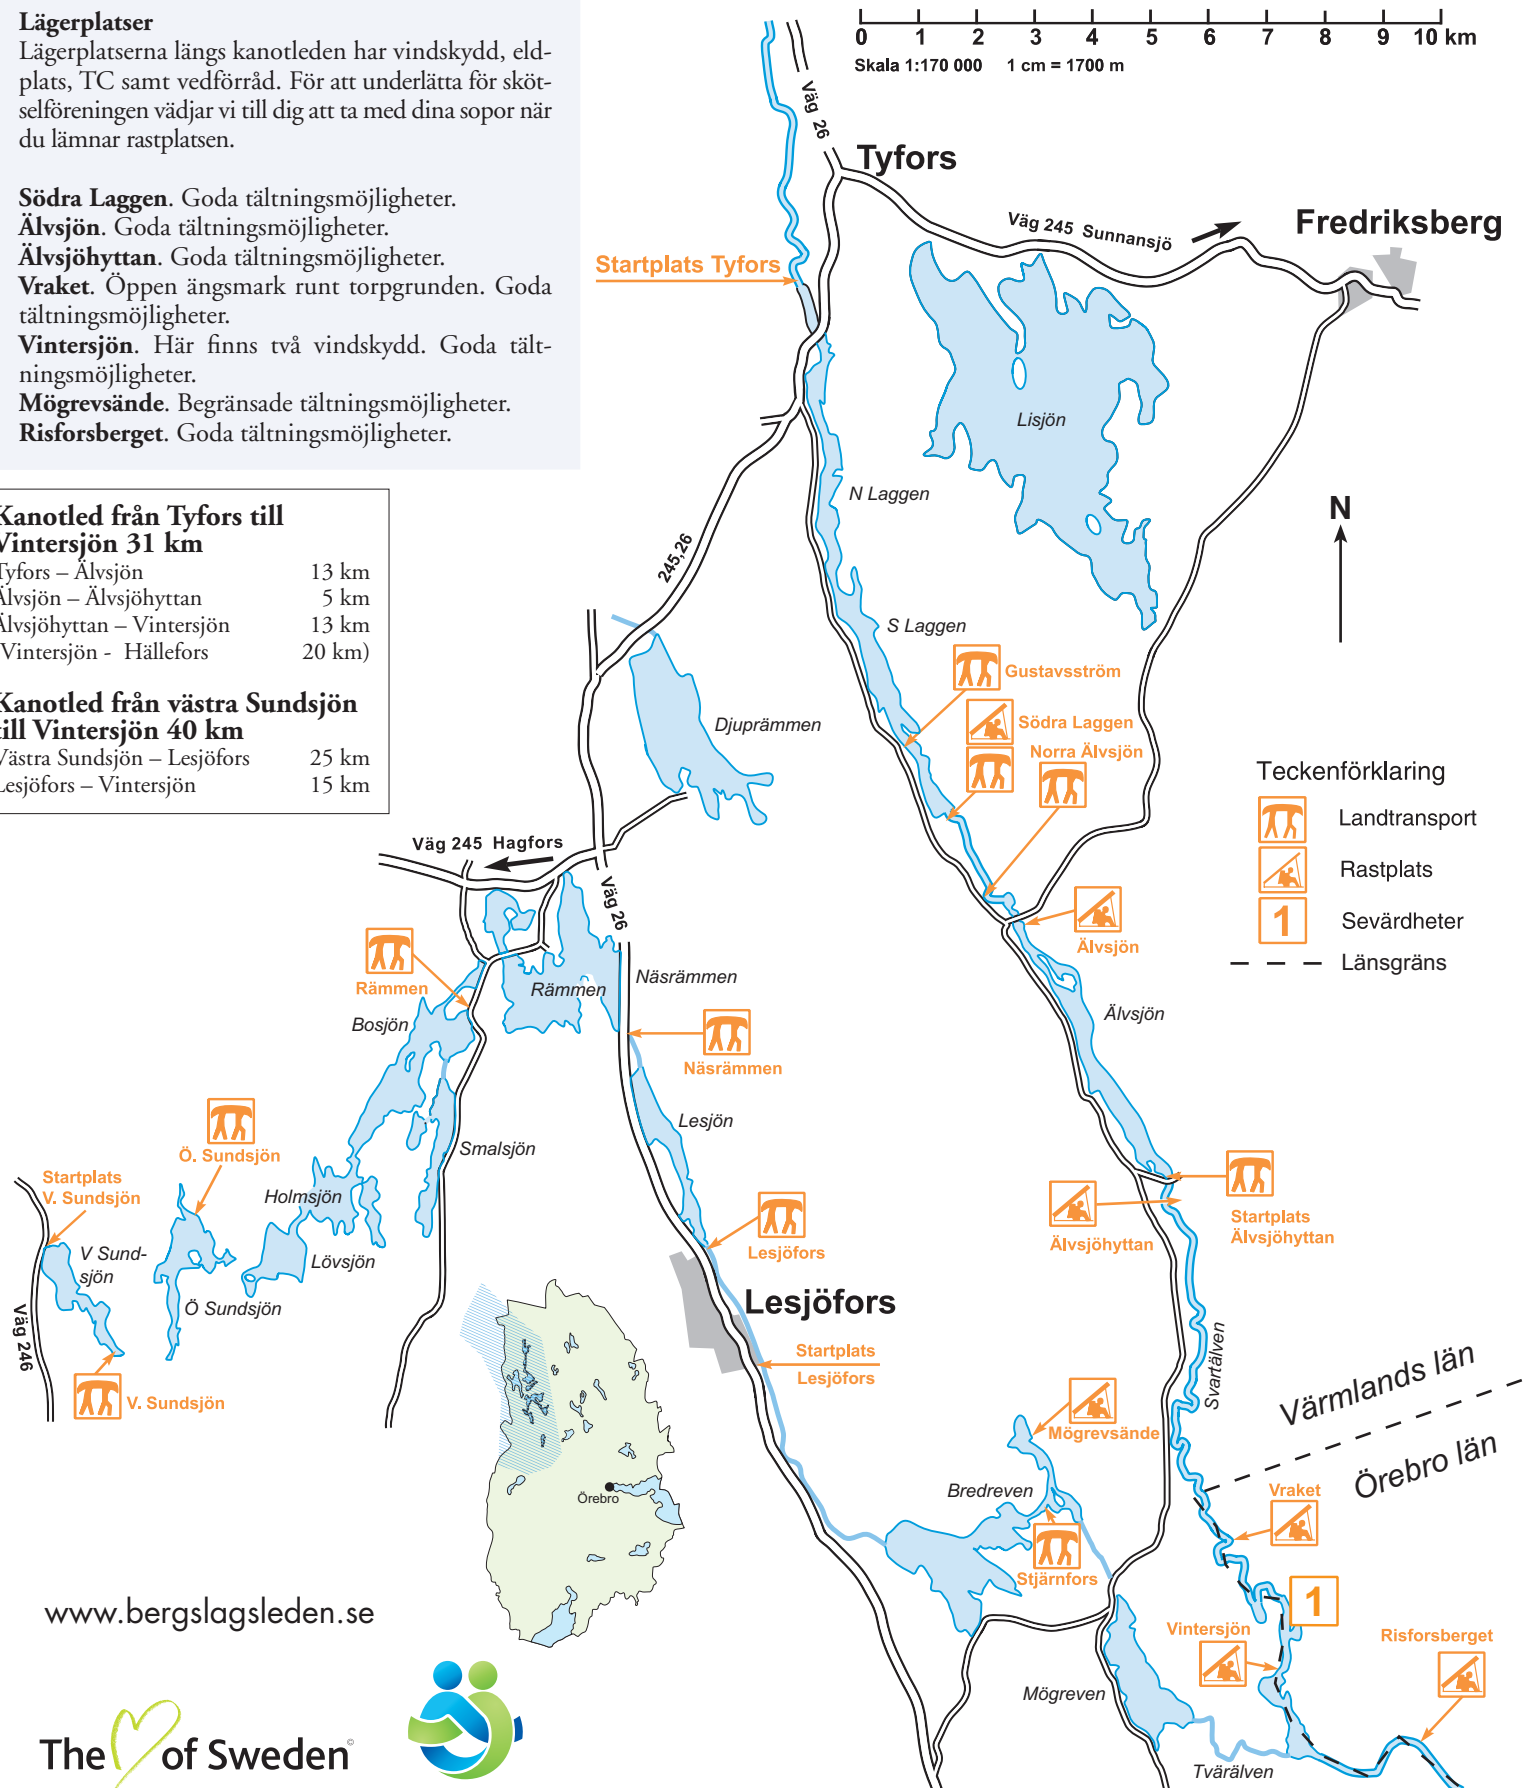 Lägerplatser
Lägerplatserna längs kanotleden har vindskydd, eld-
plats, TC samt vedförråd. För att underlätta för sköt-
selföreningen vädjar vi till dig att ta med dina sopor när
du lämnar rastplatsen.
Södra Laggen. Goda tältningsmöjligheter.
Älvsjön. Goda tältningsmöjligheter.
Älvsjöhyttan. Goda tältningsmöjligheter.
Vraket. Öppen ängsmark runt torpgrunden. Goda
tältningsmöjligheter.
Vintersjön. Här finns två vindskydd. Goda tält-
ningsmöjligheter.
Mögrevsände. Begränsade tältningsmöjligheter.
Risforsberget. Goda tältningsmöjligheter.
Kanotled från Tyfors till
Vintersjön 31 km
Tyfors – Älvsjön 13 km
Älvsjön – Älvsjöhyttan 5 km
Älvsjöhyttan – Vintersjön 13 km
Vintersjön - Hällefors 20 km)
Kanotled från västra Sundsjön
till Vintersjön 40 km
Västra Sundsjön – Lesjöfors 25 km
Lesjöfors – Vintersjön 15 km
0 1 2 3 4 5 6 7 8 9 10 km
Skala 1:170 000 1 cm = 1700 m
Väg 26
Tyfors
Väg 245 Sunnansjö
Fredriksberg
Startplats Tyfors
Lisjön
N Laggen
N
245,26
S Laggen
Gustavsström
Södra Laggen
Norra Älvsjön
Djuprämmen
Teckenförklaring
Landtransport
Rastplats
1 Sevärdheter
Länsgräns
Väg 245 Hagfors
Väg 26
Älvsjön
Rämmen
Rämmen
Näsrämmen
Bosjön
Älvsjön
Näsrämmen
Lesjön
Smalsjön
Ö. Sundsjön
Startplats
V. Sundsjön
Holmsjön
Lövsjön
V Sund-
sjön
Ö Sundsjön
Väg 246
V. Sundsjön
Lesjöfors
Lesjöfors
Startplats
Lesjöfors
Älvsjöhyttan
Startplats
Älvsjöhyttan
Svartälven
Värmlands län
Örebro län
Mögrevsände
Bredreven
Stjärnfors
Vraket
1
Vintersjön
Risforsberget
Mögreven
Tvärälven
Örebro
www.bergslagsleden.se
The of Sweden©